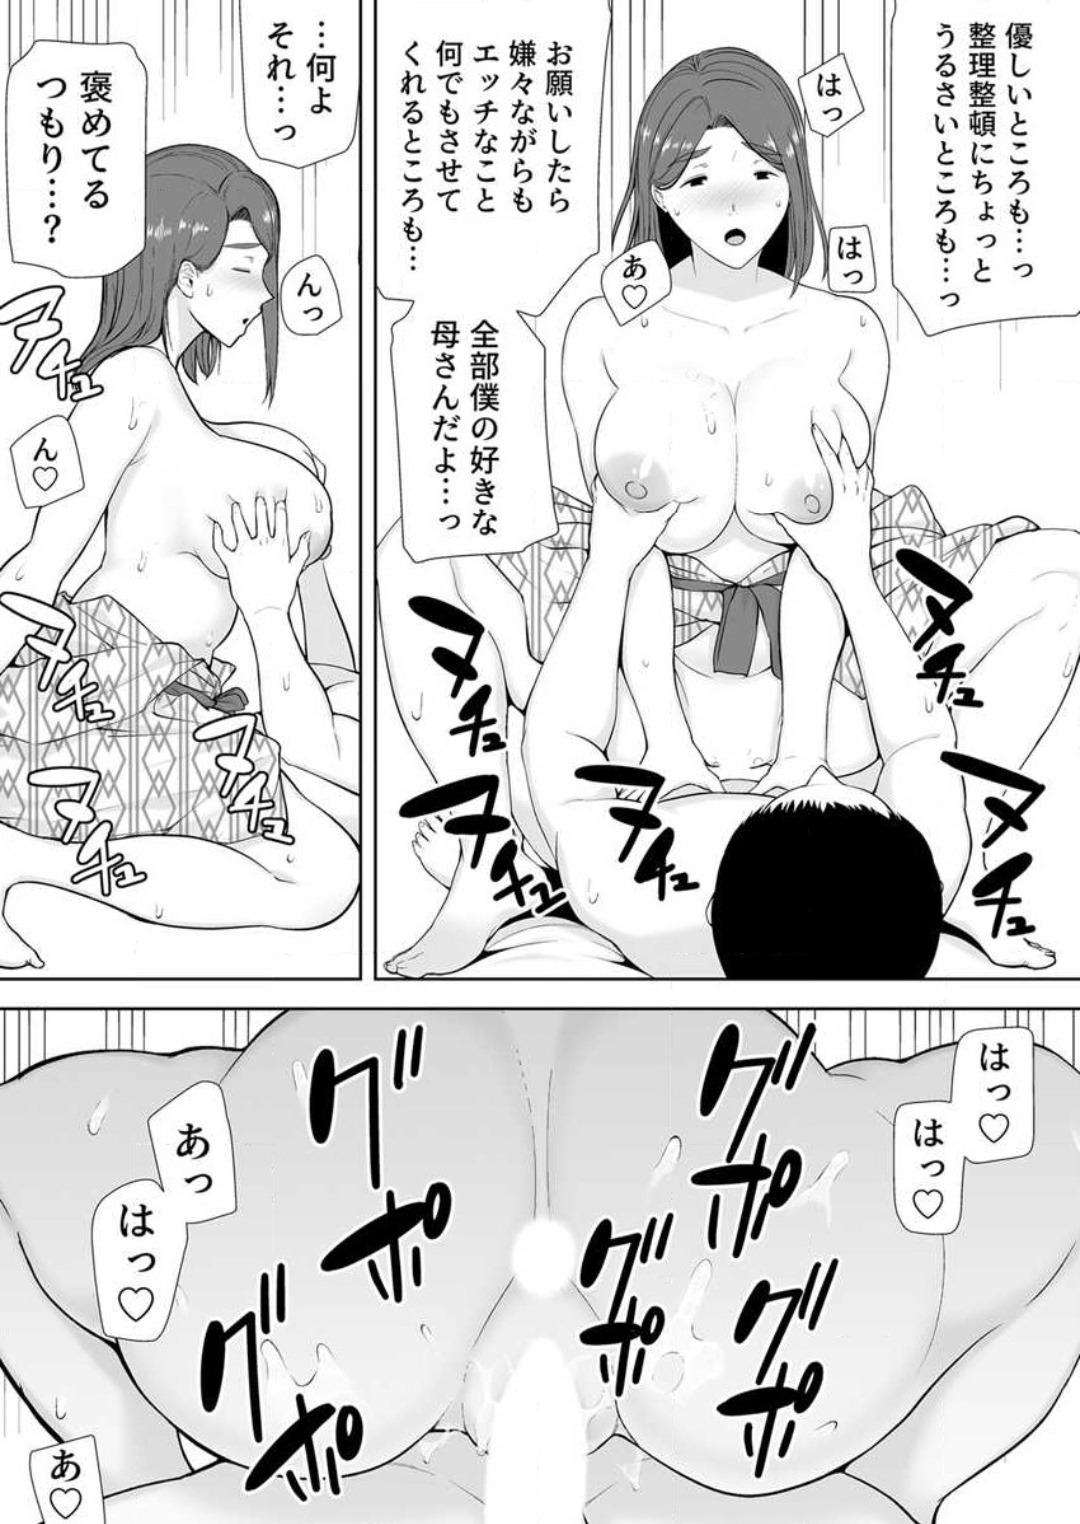 優しいところも…っ
整理整頓にちょっと
うるさいところも…っ
はっ
はっ
あ♡
お願いしたら
嫌々ながらも
エッチなこと
何でもさせて
くれるところも…
全部僕の好きな
母さんだよ…っ
ヌチュ
ヌチュ
ヌチュ
ヌチュ
ヌチュ
…何よ
それ…っ
褒めてる
つもり…?
んっ
ん♡
ヌチュ
ヌチュ
ヌチュ
ヌチュ
はっ♡
はっ♡
グポ
グポ
グポ
グポ
グポ
あっ
はっ♡
あ♡